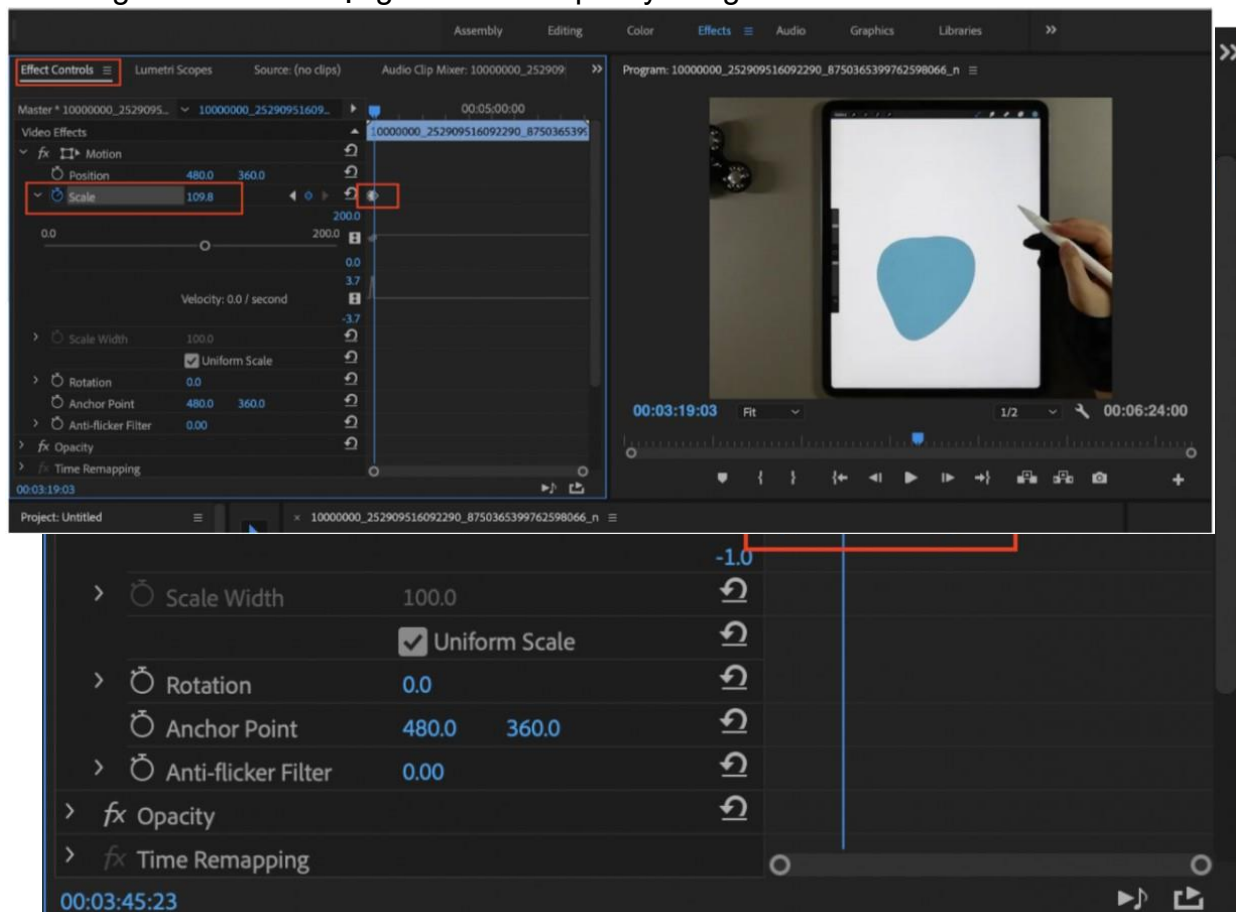 Assembly Editing Color Effects Audio Graphics Libraries
Effect Controls Lumetri Scopes Source: (no clips) Audio Clip Mixer: 10000000_252909 Program: 10000000_252909516092290_8750365399762598066_n
Master * 10000000_2529095... 10000000_25290951609... 00:05:00:00
Video Effects 10000000_252909516092290_875036539
fx Motion
Position 480.0 360.0
Scale 109.8
200.0
0.0 200.0
0.0
3.7
Velocity: 0.0 / second
-3.7
Scale Width 100.0
Uniform Scale
Rotation 0.0
Anchor Point 480.0 360.0
Anti-flicker Filter 0.00
00:03:19:03 Fit 1/2 00:06:24:00
fx Opacity
fx Time Remapping
00:03:19:03
Project: Untitled × 10000000_252909516092290_8750365399762598066_n
-1.0
Scale Width 100.0
Uniform Scale
Rotation 0.0
Anchor Point 480.0 360.0
Anti-flicker Filter 0.00
fx Opacity
fx Time Remapping
00:03:45:23